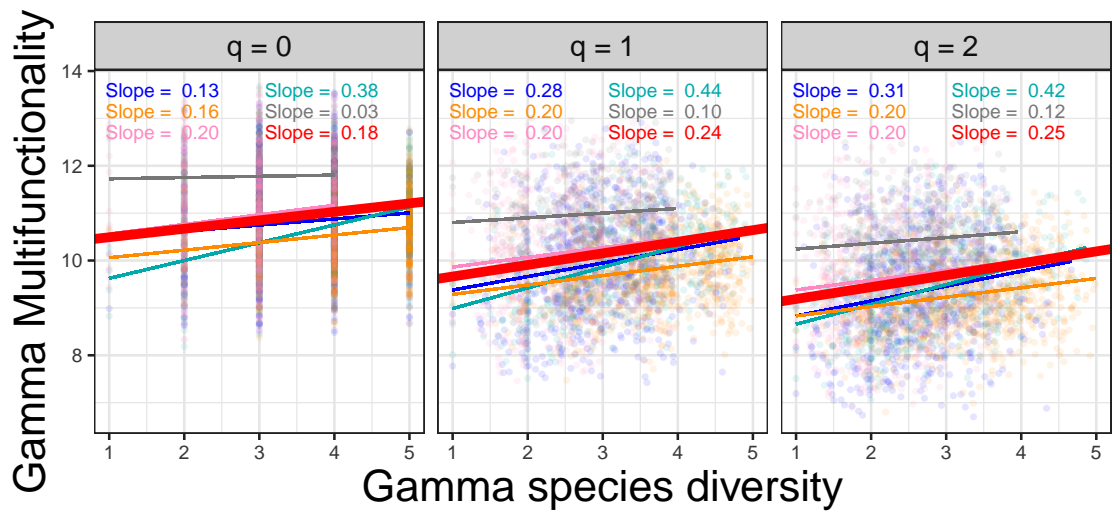 Gamma Multifunctionality
q = 0
q = 1
q = 2
14
12
10
8
Slope = 0.13
Slope = 0.38
Slope = 0.16
Slope = 0.03
Slope = 0.20
Slope = 0.18
Slope = 0.28
Slope = 0.44
Slope = 0.20
Slope = 0.10
Slope = 0.20
Slope = 0.24
Slope = 0.31
Slope = 0.42
Slope = 0.20
Slope = 0.12
Slope = 0.20
Slope = 0.25
1 2 3 4 5
1 2 3 4 5
1 2 3 4 5
Gamma species diversity